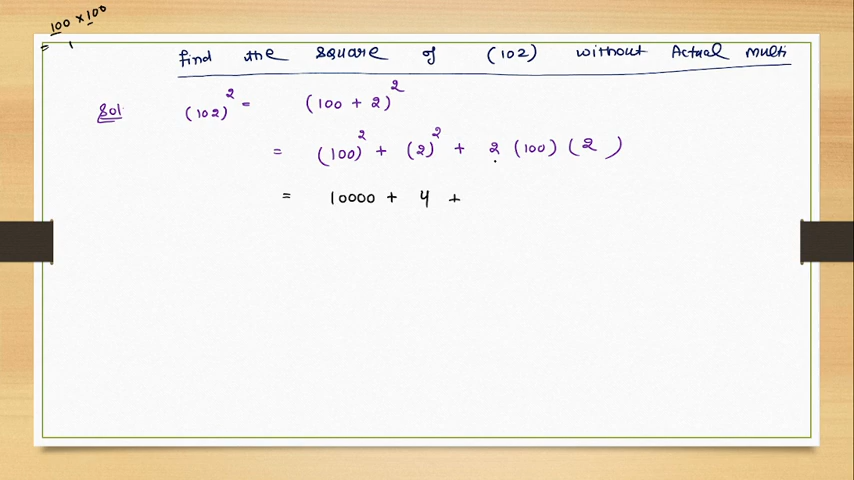 100 × 100
= 1
find the square of (102) without Actual multi
Sol. (102)² = (100 + 2)²
= (100)² + (2)² + 2 (100) (2)
= 10000 + 4 +